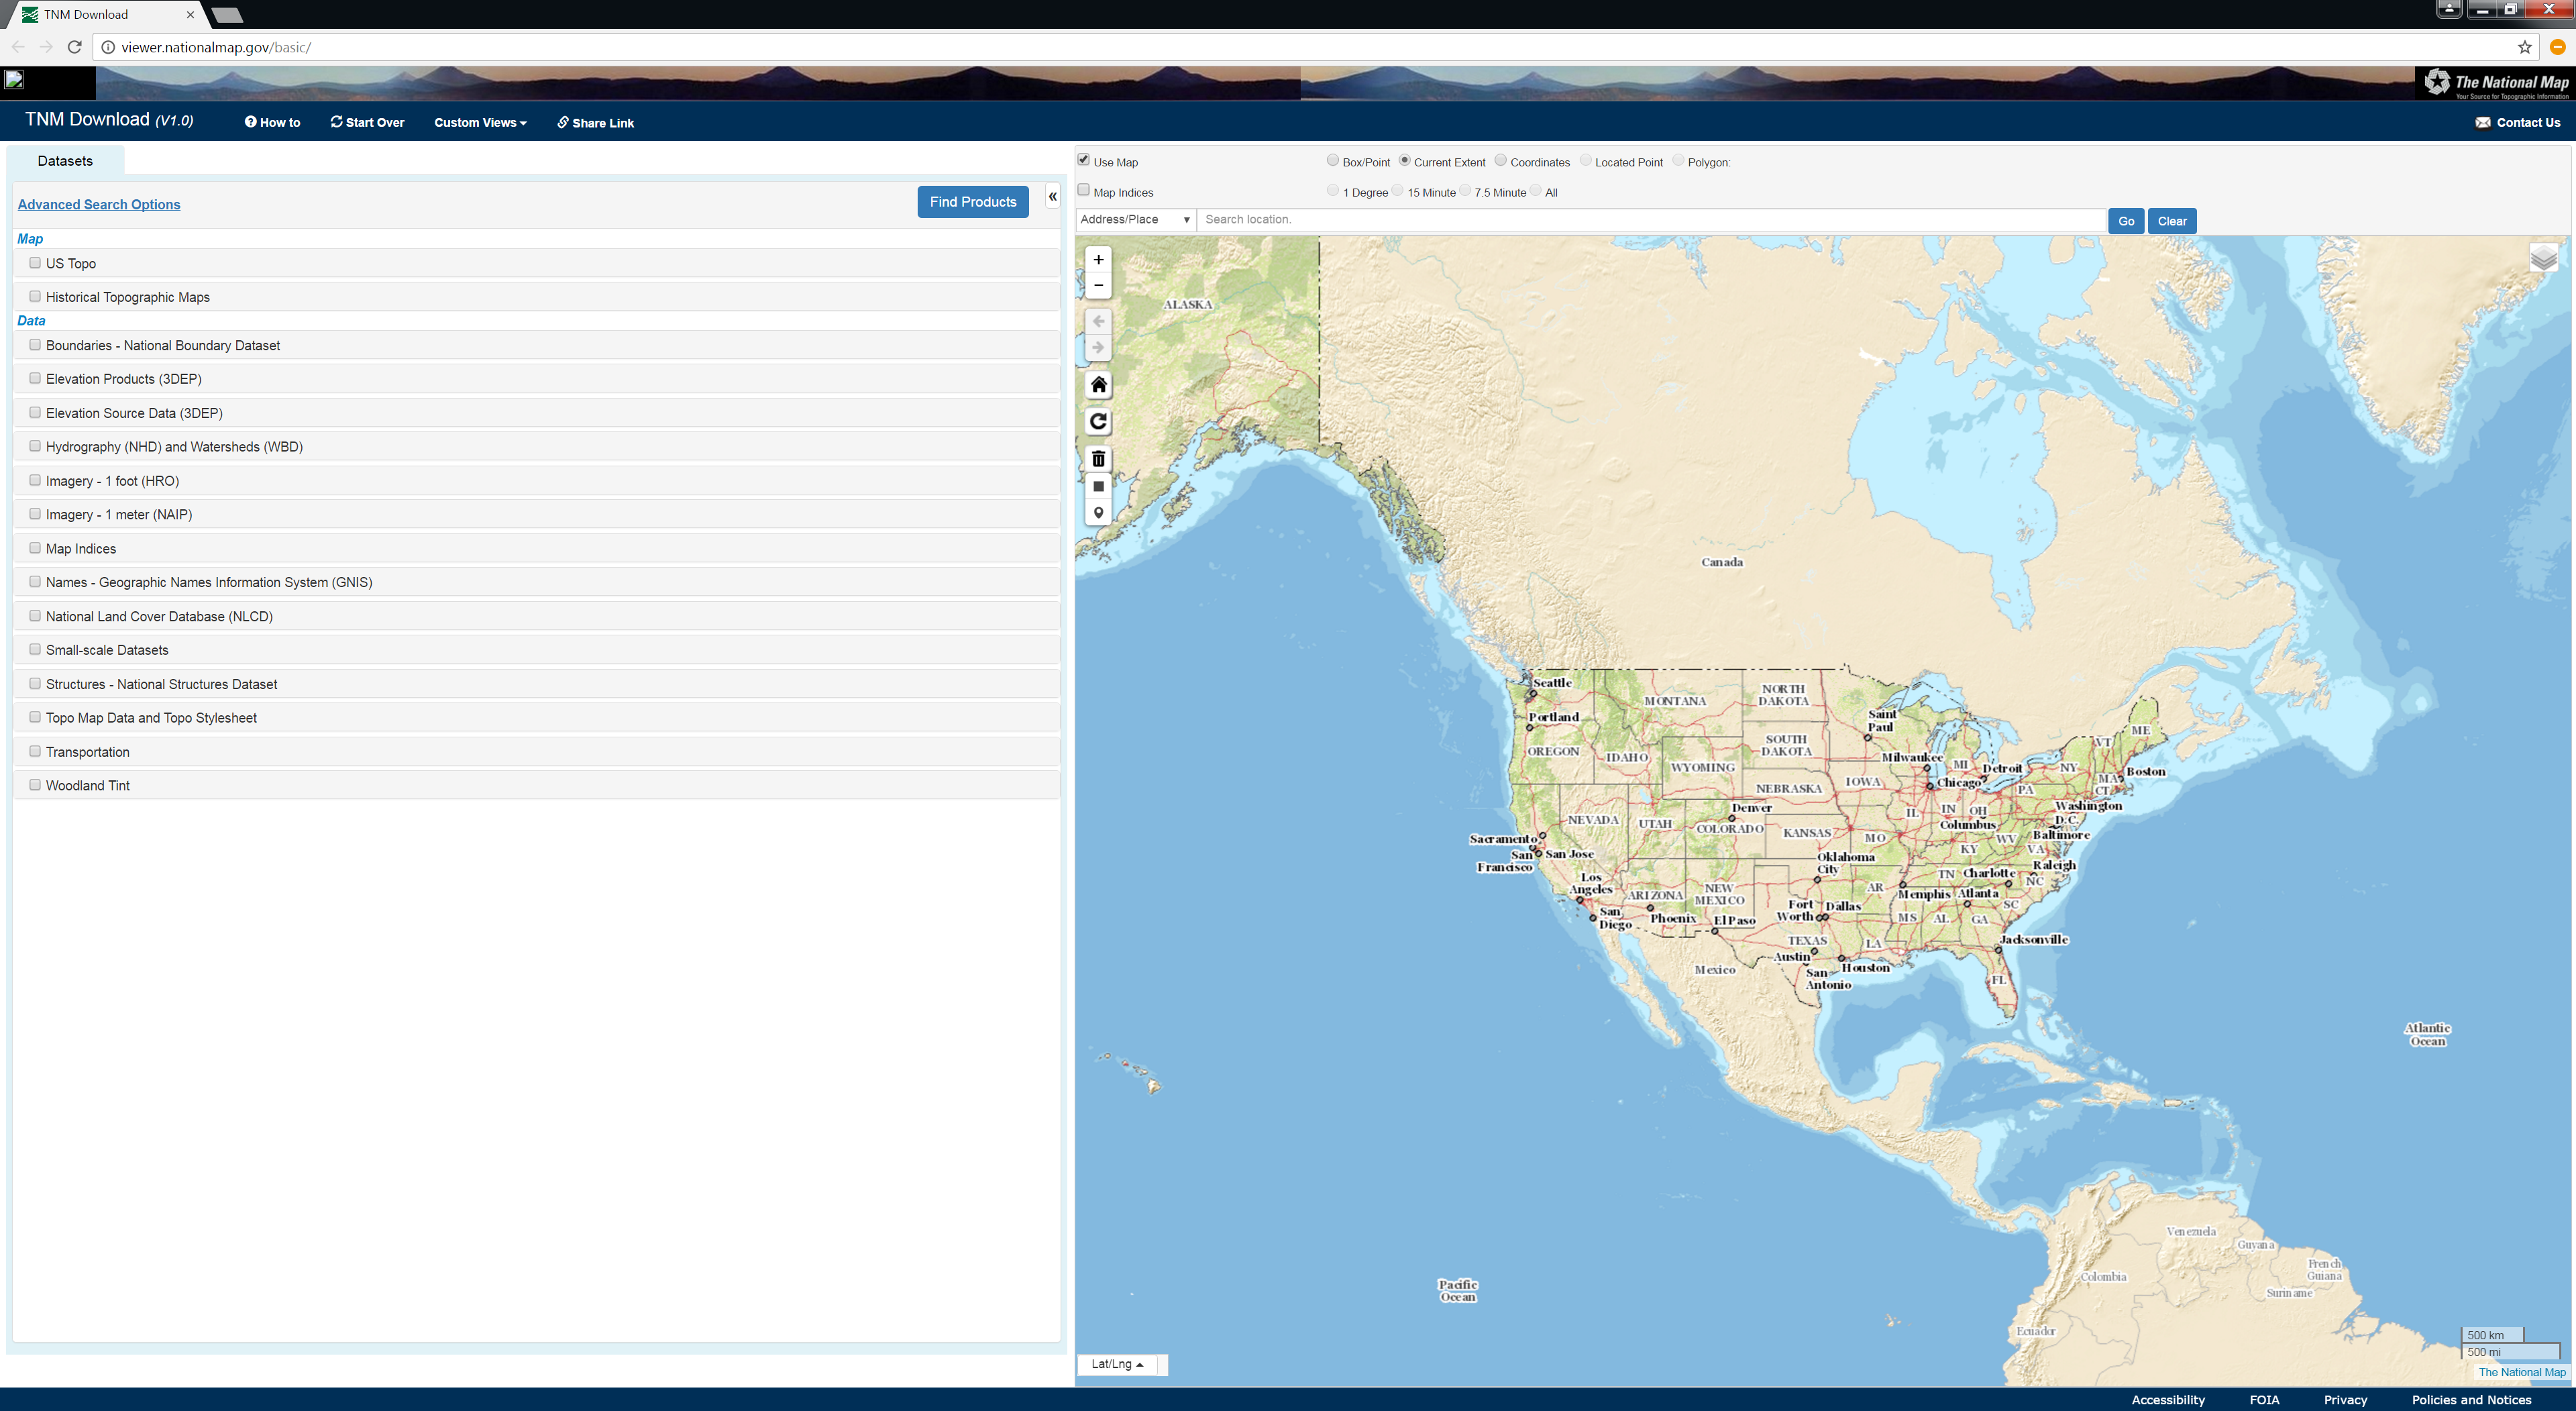 TNM Download
viewer.nationalmap.gov/basic/
The National Map
Your Source for Topographic Information
TNM Download (V1.0) How to Start Over Custom Views Share Link Contact Us
Datasets
Advanced Search Options Find Products «
Map
US Topo
Historical Topographic Maps
Data
Boundaries - National Boundary Dataset
Elevation Products (3DEP)
Elevation Source Data (3DEP)
Hydrography (NHD) and Watersheds (WBD)
Imagery - 1 foot (HRO)
Imagery - 1 meter (NAIP)
Map Indices
Names - Geographic Names Information System (GNIS)
National Land Cover Database (NLCD)
Small-scale Datasets
Structures - National Structures Dataset
Topo Map Data and Topo Stylesheet
Transportation
Woodland Tint
Use Map Box/Point Current Extent Coordinates Located Point Polygon:
Map Indices 1 Degree 15 Minute 7.5 Minute All
Address/Place Search location. Go Clear
+
−
ALASKA
Canada
Seattle
MONTANA
NORTH
DAKOTA
Portland
Saint
Paul
ME
OREGON
IDAHO
SOUTH
DAKOTA
VT
WYOMING
Milwaukee
MI
Detroit
NY
MA
Boston
NEBRASKA
IOWA
Chicago
PA
CT
Denver
IL
IN
OH
Washington
D.C.
NEVADA
UTAH
COLORADO
KANSAS
MO
Columbus
WV
Baltimore
Sacramento
San
Francisco
San Jose
Oklahoma
City
KY
VA
Raleigh
Los
Angeles
ARIZONA
NEW
MEXICO
AR
TN
Charlotte
NC
Memphis
Atlanta
San
Diego
Phoenix
El Paso
Fort
Worth
Dallas
MS
AL
GA
SC
TEXAS
LA
Jacksonville
Austin
San
Antonio
Houston
FL
Mexico
Atlantic
Ocean
Venezuela
Guyana
French
Guiana
Colombia
Suriname
Pacific
Ocean
Ecuador
500 km
500 mi
Lat/Lng
The National Map
Accessibility FOIA Privacy Policies and Notices